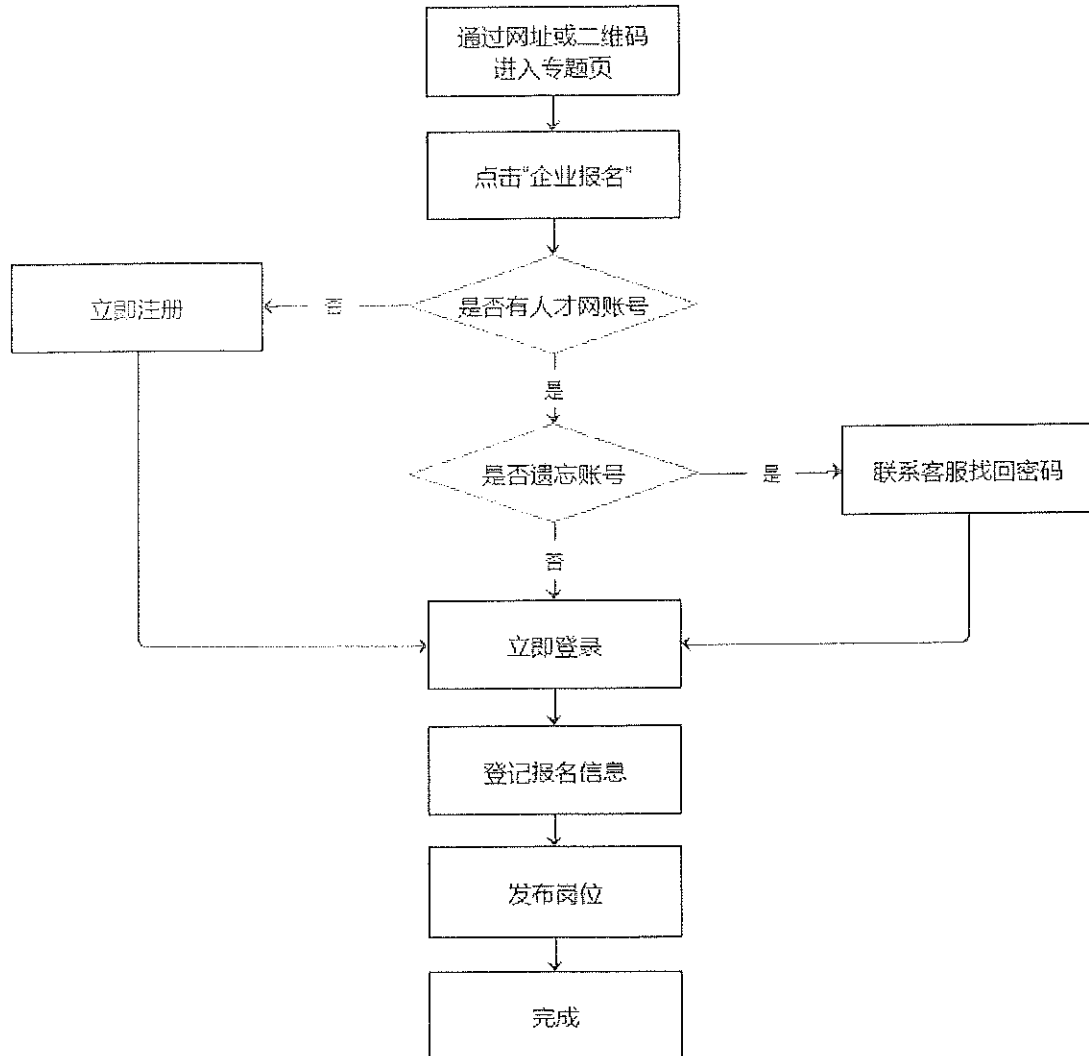 通过网址或二维码
进入专题页
点击“企业报名”
是否有人才网账号
否
立即注册
是
是否遗忘账号
是
联系客服找回密码
否
立即登录
登记报名信息
发布岗位
完成